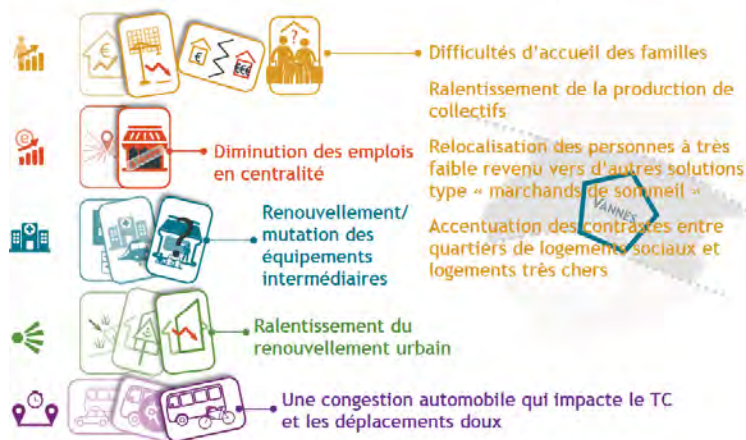 Difficultés d'accueil des familles
Ralentissement de la production de
collectifs
Relocalisation des personnes à très
faible revenu vers d'autres solutions
type « marchands de sommeil »
Accentuation des contrastes entre
quartiers de logements sociaux et
logements très chers
VANNES
Diminution des emplois
en centralité
Renouvellement/
mutation des
équipements
intermédiaires
Ralentissement du
renouvellement urbain
Une congestion automobile qui impacte le TC
et les déplacements doux
€
€
€€€
?
e
?